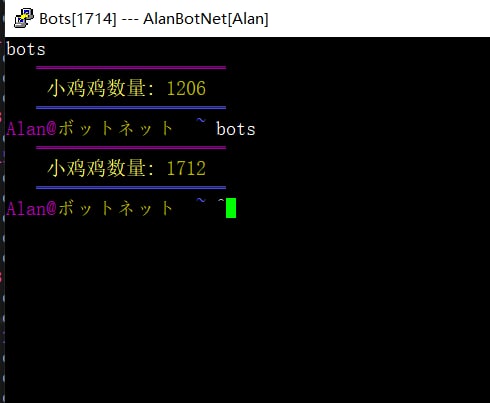 Bots[1714] --- AlanBotNet[Alan]
bots
小鸡鸡数量: 1206
Alan@ボットネット ~ bots
小鸡鸡数量: 1712
Alan@ボットネット ~ ^